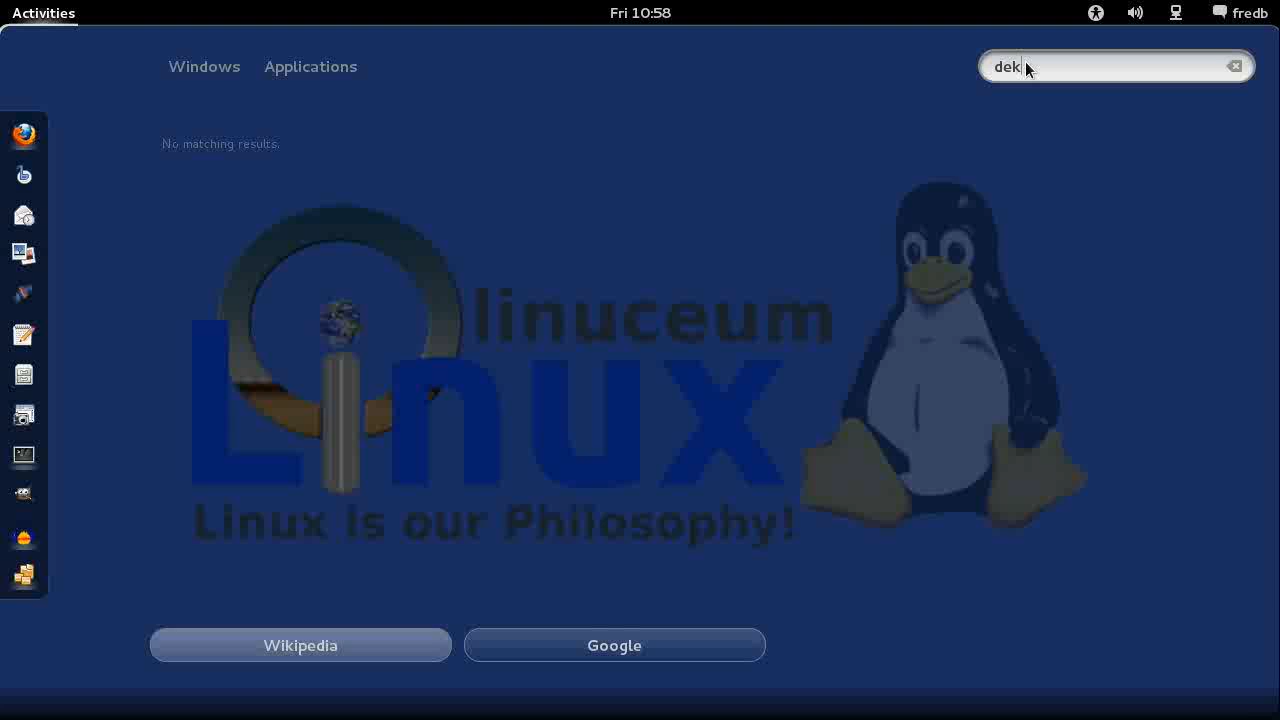 Activities
Fri 10:58
fredb
Windows
Applications
dek
No matching results.
linuceum
Linux
Linux is our Philosophy!
Wikipedia
Google